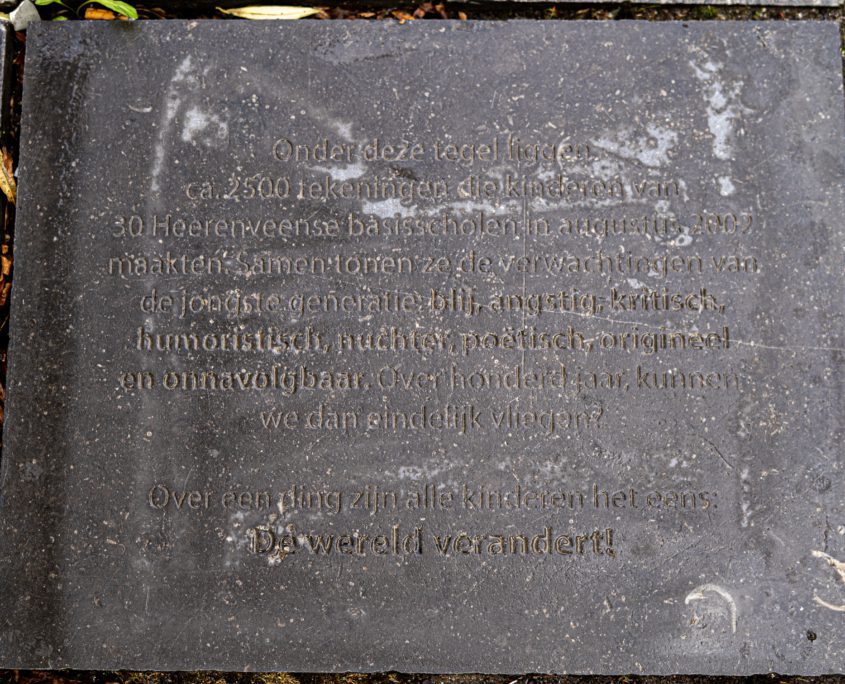 Onder deze tegel liggen
ca. 2500 tekeningen die kinderen van
30 Heerenveense basisscholen in augustus 2009
maakten. Samen tonen ze de verwachtingen van
de jongste generatie: blij, angstig, kritisch,
humoristisch, nuchter, poëtisch, origineel
en onnavolgbaar. Over honderd jaar, kunnen
we dan eindelijk vliegen?
Over een ding zijn alle kinderen het eens:
De wereld verandert!